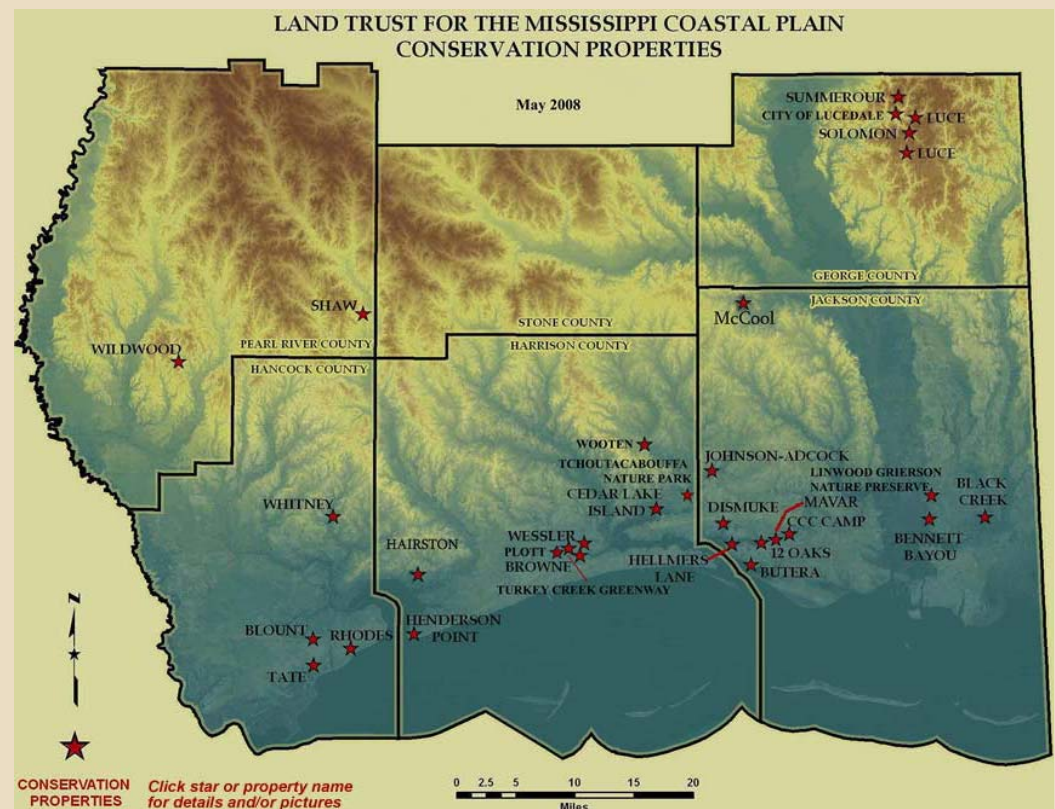 LAND TRUST FOR THE MISSISSIPPI COASTAL PLAIN
CONSERVATION PROPERTIES
May 2008
SUMMEROUR
CITY OF LUCEDALE
LUCE
SOLOMON
LUCE
GEORGE COUNTY
JACKSON COUNTY
McCool
SHAW
STONE COUNTY
HARRISON COUNTY
WILDWOOD
PEARL RIVER COUNTY
HANCOCK COUNTY
WOOTEN
TCHOUTACABOUFFA
NATURE PARK
CEDAR LAKE
ISLAND
JOHNSON-ADCOCK
LINWOOD GRIERSON
NATURE PRESERVE
BLACK
CREEK
MAVAR
DISMUKE
CCC CAMP
WHITNEY
HAIRSTON
WESSLER
PLOTT
BROWNE
HELLMERS
LANE
12 OAKS
BENNETT
BAYOU
BUTERA
TURKEY CREEK GREENWAY
HENDERSON
POINT
BLOUNT
RHODES
TATE
N
CONSERVATION
PROPERTIES
Click star or property name
for details and/or pictures
0 2.5 5 10 15 20
Miles